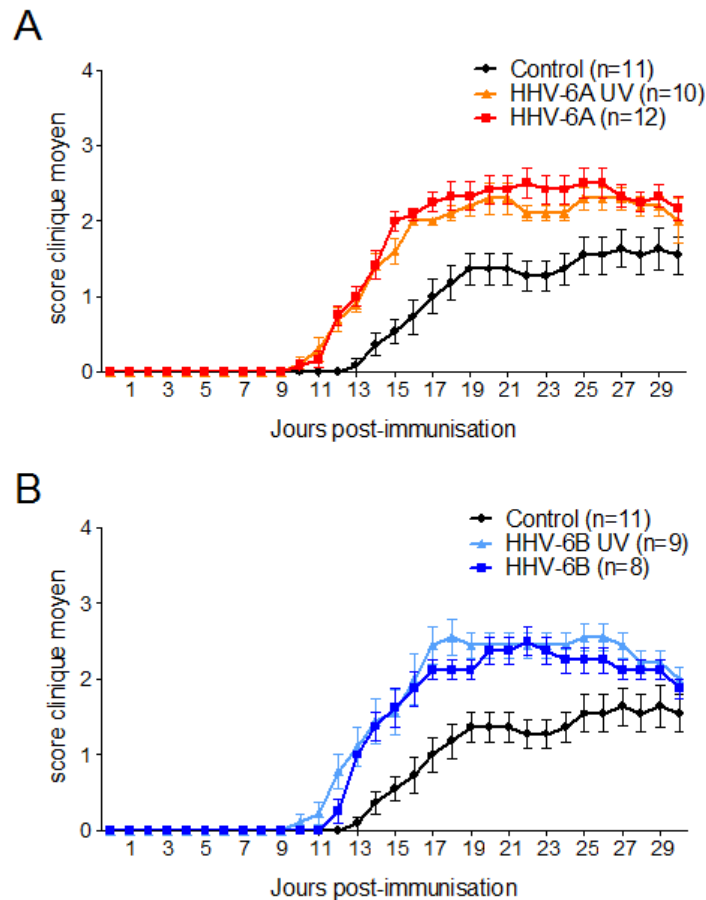 A
Control (n=11)
HHV-6A UV (n=10)
HHV-6A (n=12)
score clinique moyen
4
3
2
1
0
1 3 5 7 9 11 13 15 17 19 21 23 25 27 29
Jours post-immunisation
B
Control (n=11)
HHV-6B UV (n=9)
HHV-6B (n=8)
score clinique moyen
4
3
2
1
0
1 3 5 7 9 11 13 15 17 19 21 23 25 27 29
Jours post-immunisation